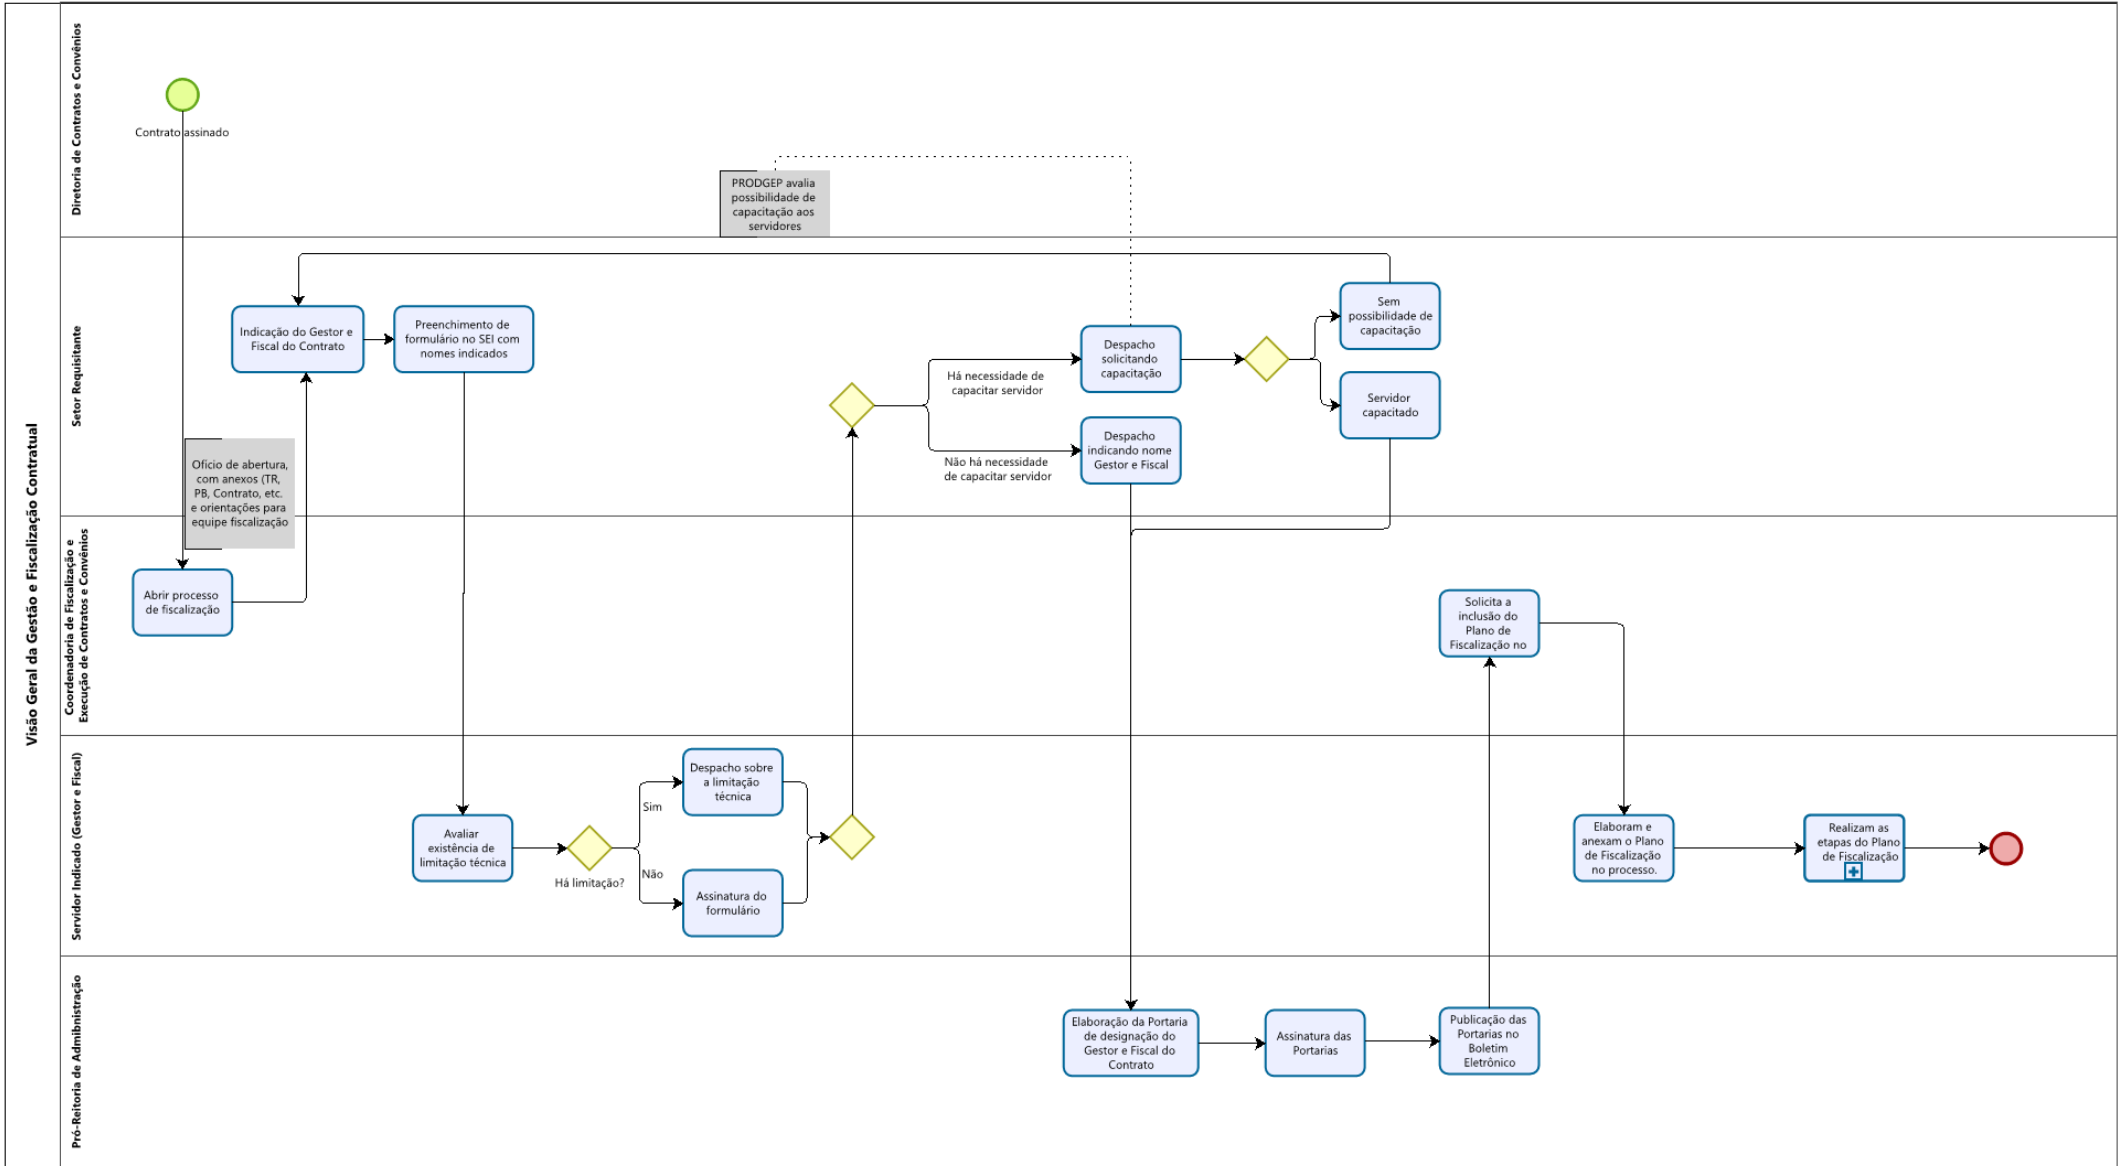 Visão Geral da Gestão e Fiscalização Contratual
Diretoria de Contratos e Convênios
Contrato assinado
PRODGEP avalia
possibilidade de
capacitação aos
servidores
Setor Requisitante
Indicação do Gestor e
Fiscal do Contrato
Preenchimento de
formulário no SEI com
nomes indicados
Há necessidade de
capacitar servidor
Não há necessidade
de capacitar servidor
Despacho
solicitando
capacitação
Despacho
indicando nome
Gestor e Fiscal
Sem
possibilidade de
capacitação
Servidor
capacitado
Ofício de abertura,
com anexos (TR,
PB, Contrato, etc.
e orientações para
equipe fiscalização
Coordenadoria de Fiscalização e
Execução de Contratos e Convênios
Abrir processo
de fiscalização
Solicita a
inclusão do
Plano de
Fiscalização no
Servidor Indicado (Gestor e Fiscal)
Avaliar
existência de
limitação técnica
Há limitação?
Sim
Não
Despacho sobre
a limitação
técnica
Assinatura do
formulário
Elaboram e
anexam o Plano
de Fiscalização
no processo.
Realizam as
etapas do Plano
de Fiscalização
Pró-Reitoria de Admibnistração
Elaboração da Portaria
de designação do
Gestor e Fiscal do
Contrato
Assinatura das
Portarias
Publicação das
Portarias no
Boletim
Eletrônico